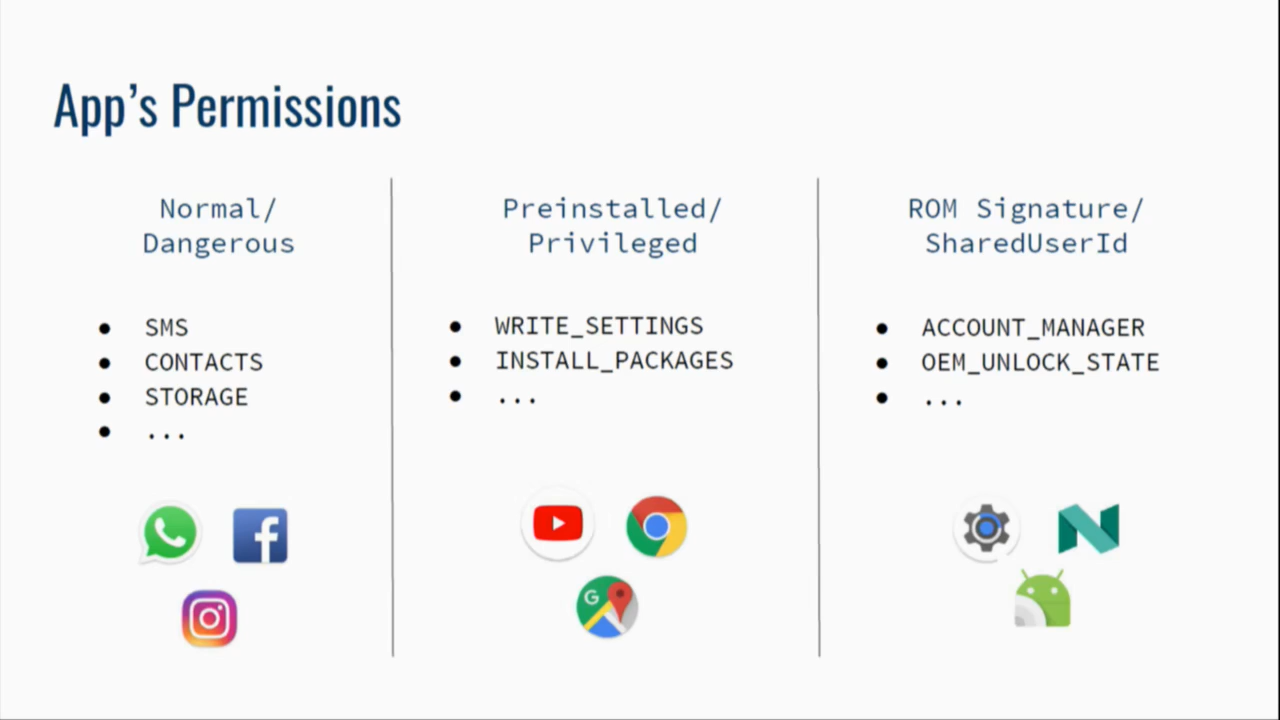 App's Permissions
Normal/
Dangerous
● SMS
● CONTACTS
● STORAGE
● ...
Preinstalled/
Privileged
● WRITE_SETTINGS
● INSTALL_PACKAGES
● ...
ROM Signature/
SharedUserId
● ACCOUNT_MANAGER
● OEM_UNLOCK_STATE
● ...